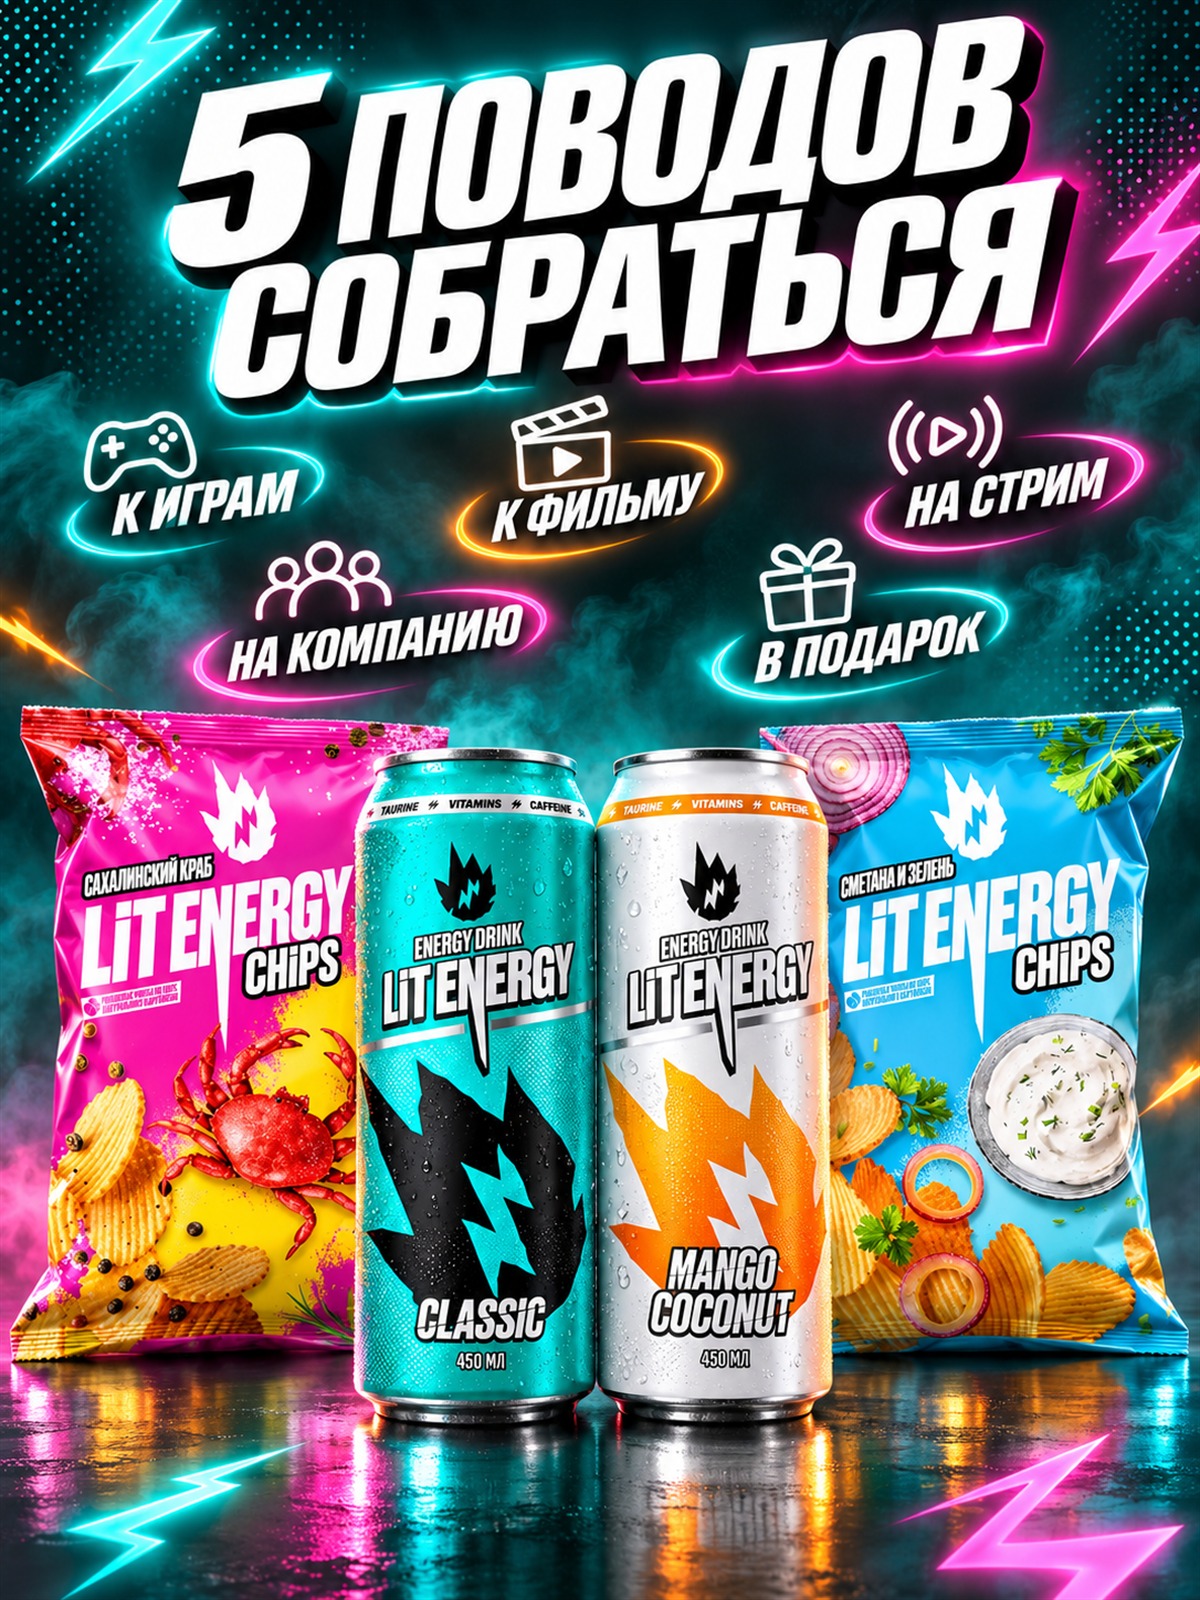 5 ПОВОДОВ
СОБРАТЬСЯ
К ИГРАМ
К ФИЛЬМУ
НА СТРИМ
НА КОМПАНИЮ
В ПОДАРОК
САХАЛИНСКИЙ КРАБ
LiT ENERGY
CHiPS
TAURINE VITAMINS CAFFEINE
ENERGY DRINK
LiT ENERGY
CLASSiC
450 МЛ
TAURINE VITAMINS CAFFEINE
ENERGY DRINK
LiT ENERGY
MANGO
COCONUT
450 МЛ
СМЕТАНА И ЗЕЛЕНЬ
LiT ENERGY
CHiPS